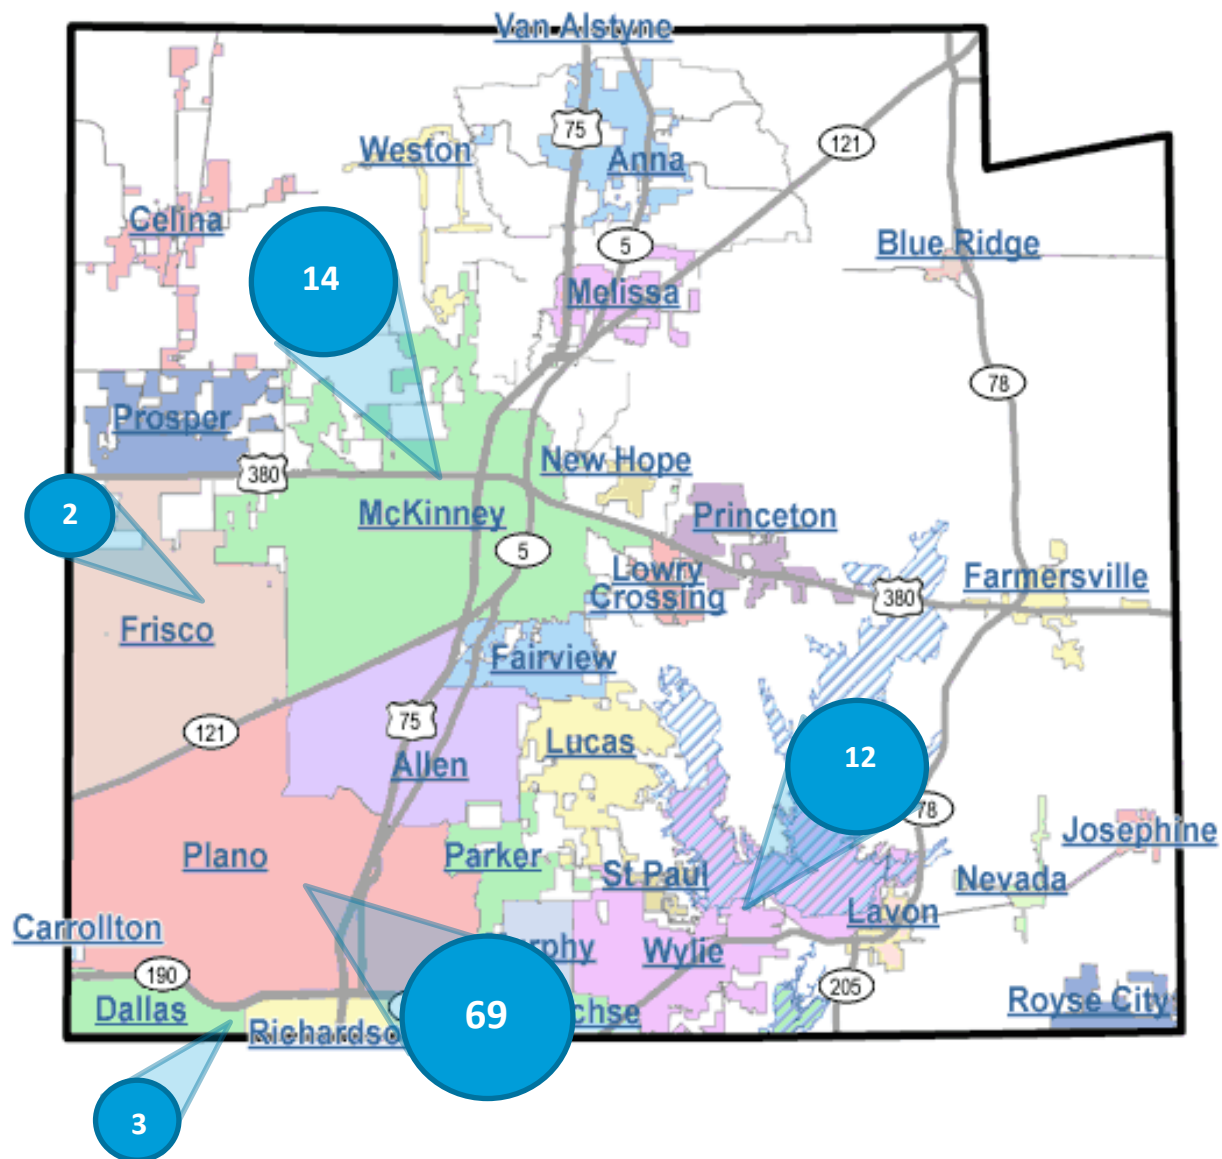 Van Alstyne
75
121
Weston
Anna
Celina
5
Blue Ridge
14
Melissa
78
Prosper
380
New Hope
2
McKinney
Princeton
5
Lowry
Crossing
Farmersville
380
Frisco
Fairview
75
121
Lucas
Allen
12
78
Josephine
Plano
Parker
St Paul
Nevada
Lavon
Carrollton
Wylie
190
205
Dallas
69
Royse City
3